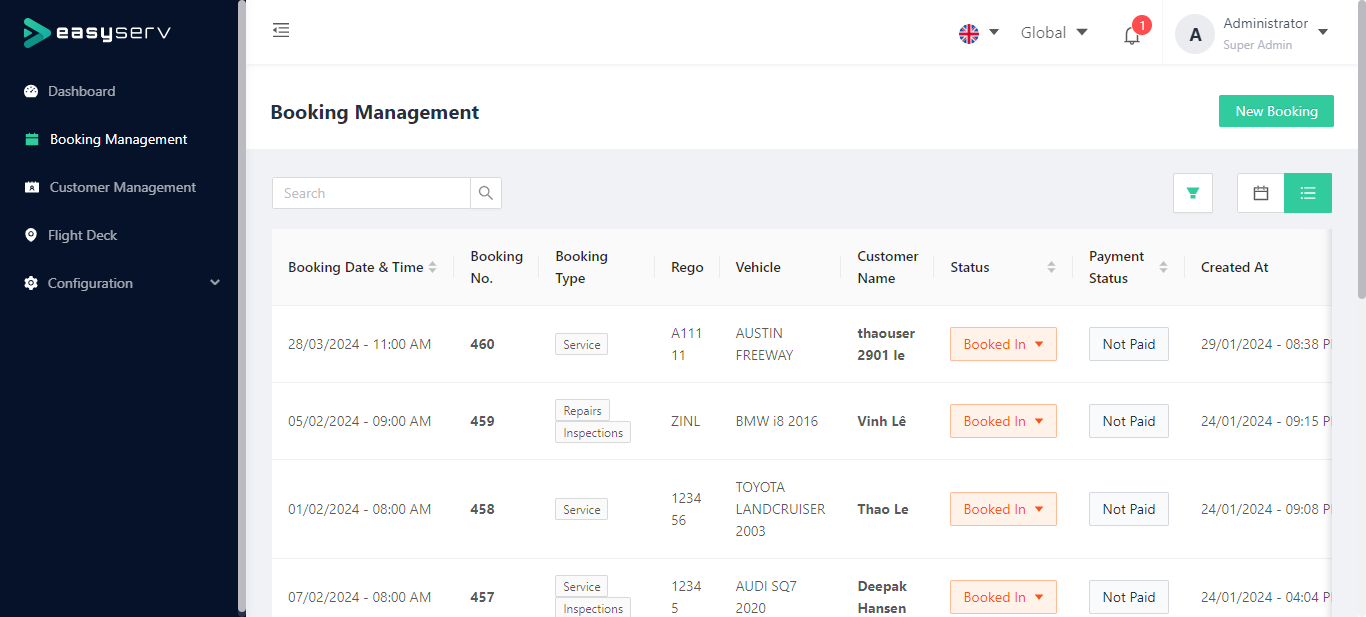 easyserv
Dashboard
Booking Management
Customer Management
Flight Deck
Configuration
Global
1
A
Administrator
Super Admin
Booking Management
New Booking
Search
Booking Date & Time
Booking
No.
Booking
Type
Rego
Vehicle
Customer
Name
Status
Payment
Status
Created At
28/03/2024 - 11:00 AM
460
Service
A111
11
AUSTIN
FREEWAY
thaouser
2901 le
Booked In
Not Paid
29/01/2024 - 08:38 P
05/02/2024 - 09:00 AM
459
Repairs
Inspections
ZINL
BMW i8 2016
Vinh Lê
Booked In
Not Paid
24/01/2024 - 09:15 P
01/02/2024 - 08:00 AM
458
Service
1234
56
TOYOTA
LANDCRUISER
2003
Thao Le
Booked In
Not Paid
24/01/2024 - 09:08 P
07/02/2024 - 08:00 AM
457
Service
Inspections
1234
5
AUDI SQ7
2020
Deepak
Hansen
Booked In
Not Paid
24/01/2024 - 04:04 P